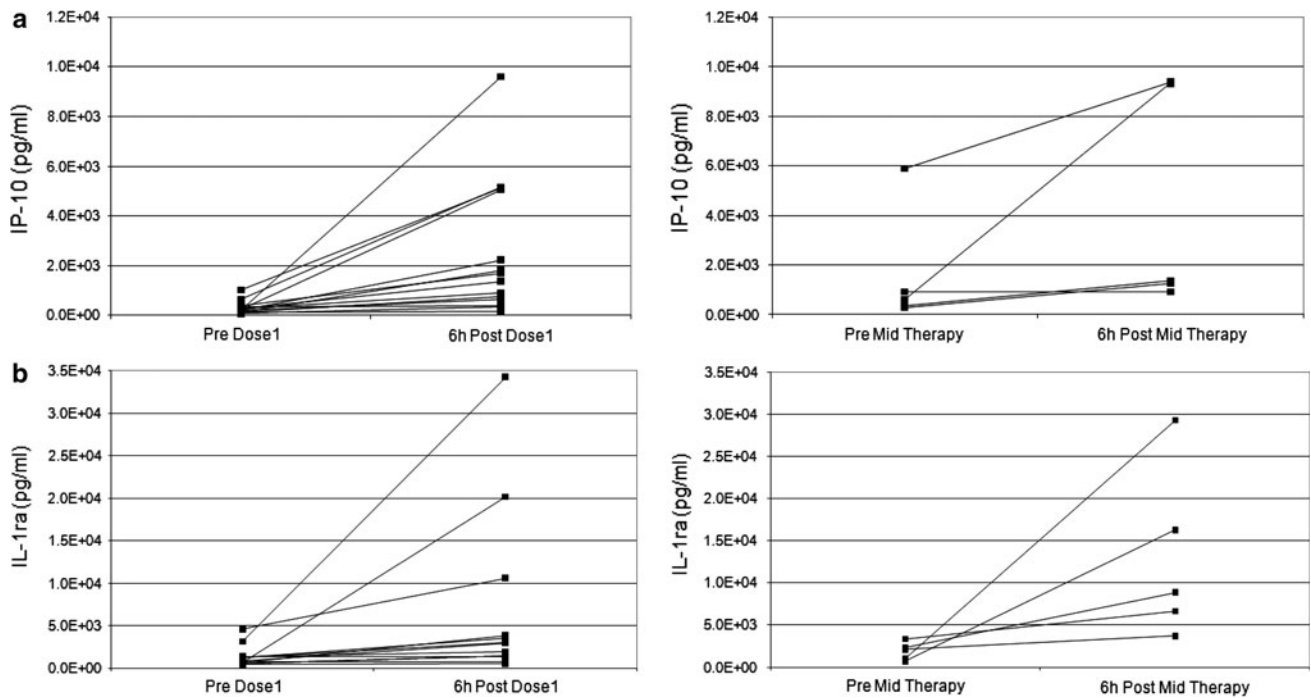 a
IP-10 (pg/ml)
1.2E+04
1.0E+04
8.0E+03
6.0E+03
4.0E+03
2.0E+03
0.0E+00
Pre Dose1
6h Post Dose1
IP-10 (pg/ml)
1.2E+04
1.0E+04
8.0E+03
6.0E+03
4.0E+03
2.0E+03
0.0E+00
Pre Mid Therapy
6h Post Mid Therapy
b
IL-1ra (pg/ml)
3.5E+04
3.0E+04
2.5E+04
2.0E+04
1.5E+04
1.0E+04
5.0E+03
0.0E+00
Pre Dose1
6h Post Dose1
IL-1ra (pg/ml)
3.5E+04
3.0E+04
2.5E+04
2.0E+04
1.5E+04
1.0E+04
5.0E+03
0.0E+00
Pre Mid Therapy
6h Post Mid Therapy